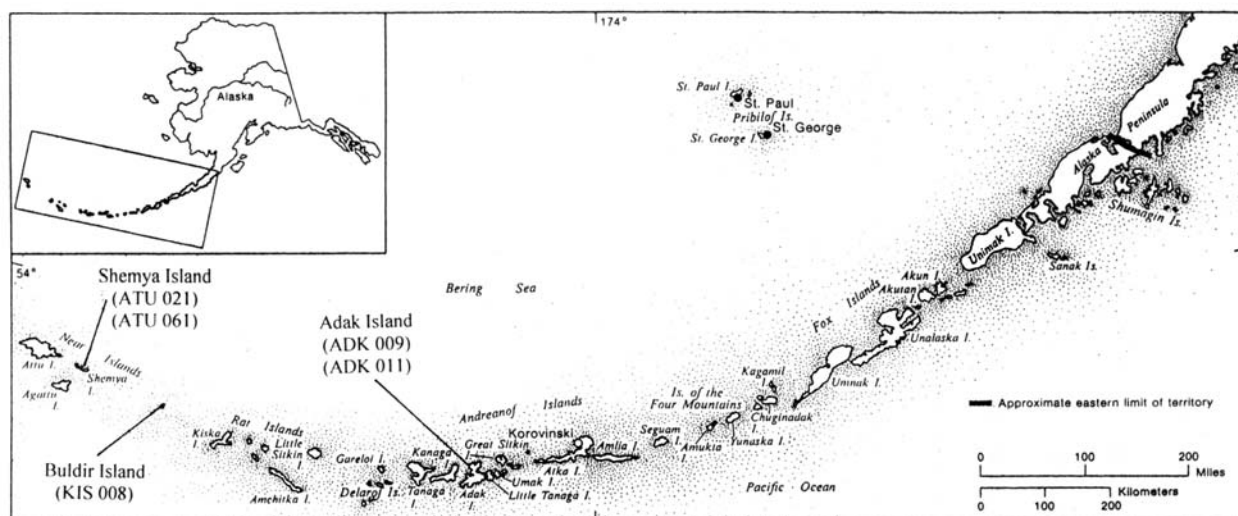 174°
Alaska
St. Paul I.
St. Paul
Pribilof Is.
St. George
St. George I.
Alaska
Peninsula
Shumagin Is.
Unimak I.
Sanak Is.
54°
Shemya Island
(ATU 021)
(ATU 061)
Bering Sea
Adak Island
(ADK 009)
(ADK 011)
Fox Islands
Akun I.
Akutan
I.
Unalaska I.
Umnak I.
Near Islands
Attu I.
Shemya
I.
Agattu
I.
Kagamil
I.
Is. of the
Four Mountains
Chuginadak
I.
Yunaska I.
Amukta
I.
Seguam
I.
Andreanof Islands
Korovinski
Amlia I.
Atka I.
Great Sitkin
I.
Umak I.
Little Tanaga I.
Adak
I.
Kanaga
I.
Tanaga
I.
Gareloi I.
Delarof Is.
Rat Islands
Kiska
I.
Little
Sitkin I.
Amchitka I.
Buldir Island
(KIS 008)
Pacific Ocean
Approximate eastern limit of territory
0 100 200
Miles
Kilometers
0 100 200